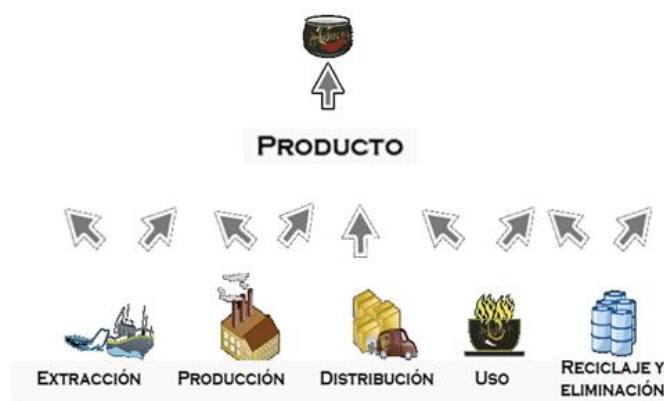 PRODUCTO
EXTRACCIÓN
PRODUCCIÓN
DISTRIBUCIÓN
USO
RECICLAJE Y
ELIMINACIÓN